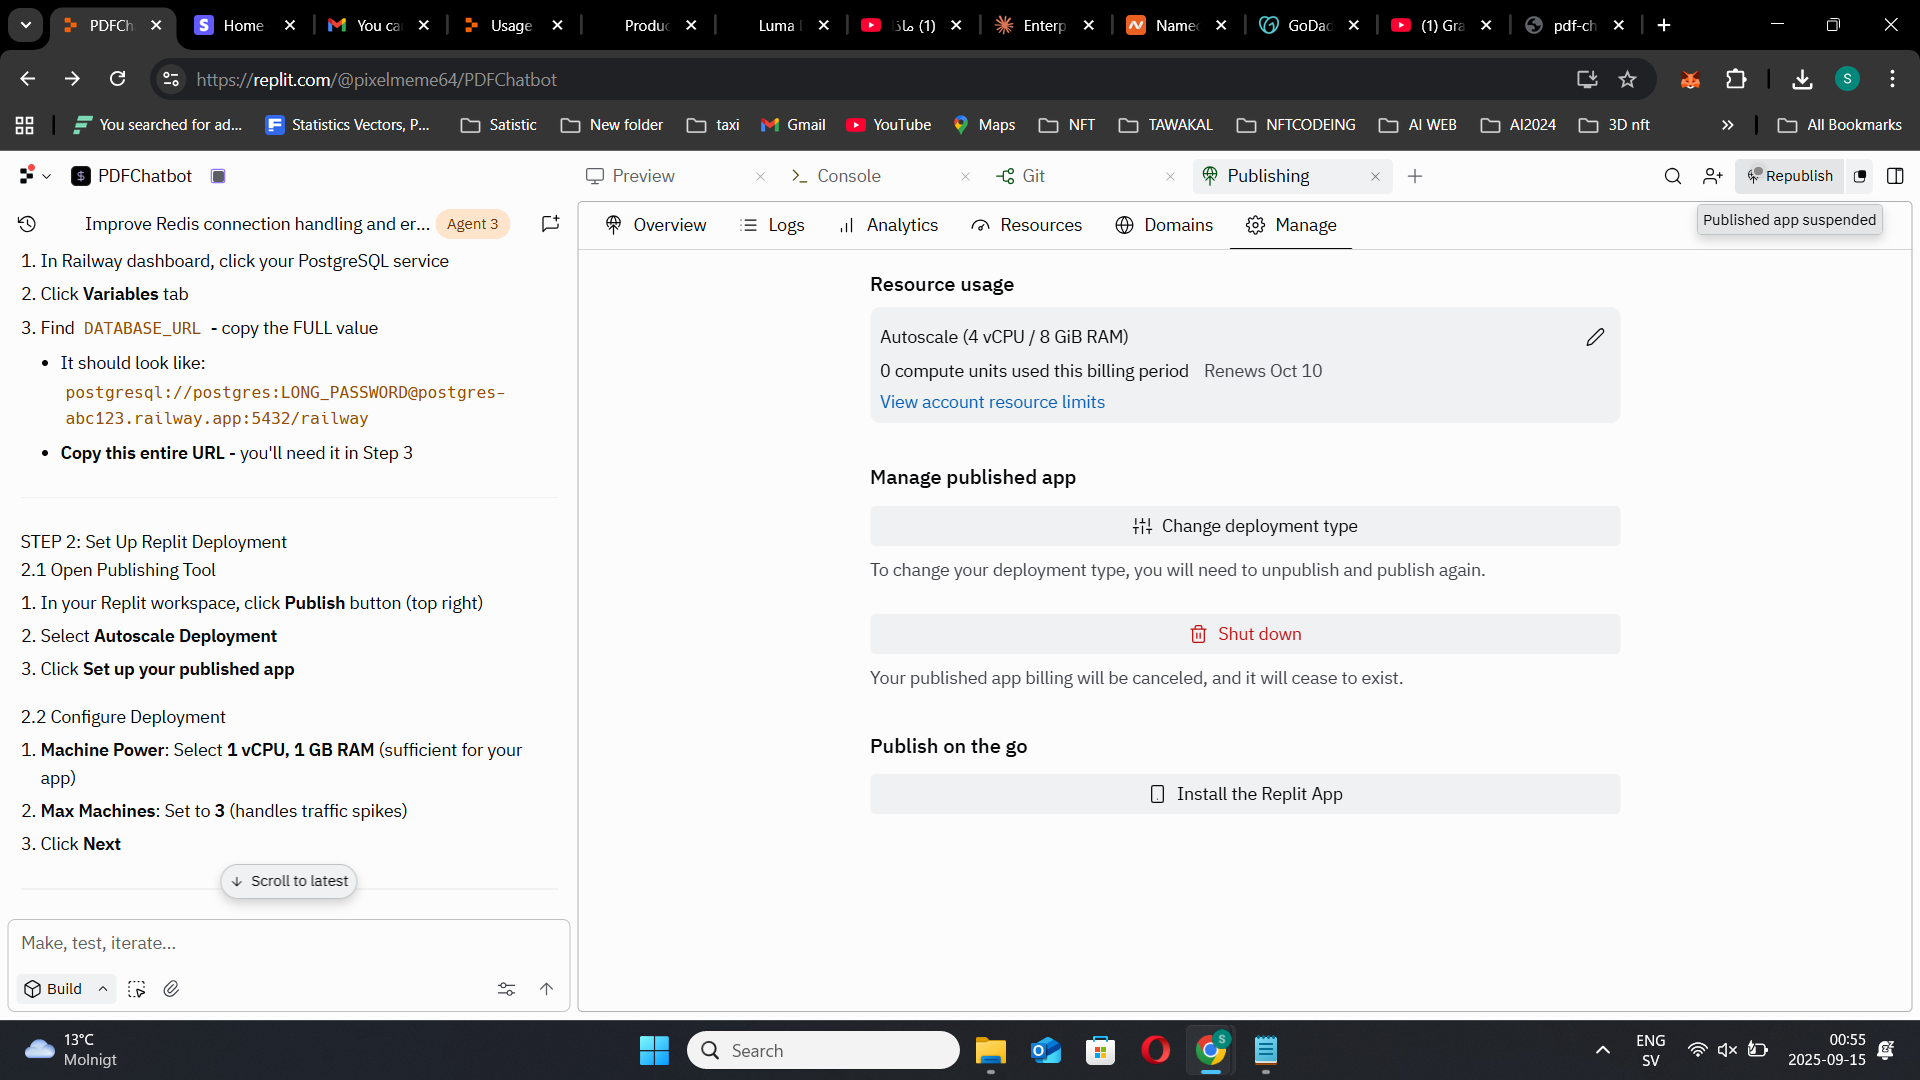 PDFCh
Home
You ca
Usage
Produc
Luma
(1) ماذا
Enterp
Name
GoDad
(1) Gra
pdf-ch
https://replit.com/@pixelmeme64/PDFChatbot
S
You searched for ad...
Statistics Vectors, P...
Satistic
New folder
taxi
Gmail
YouTube
Maps
NFT
TAWAKAL
NFTCODEING
AI WEB
AI2024
3D nft
All Bookmarks
PDFChatbot
Preview
Console
Git
Publishing
Republish
Published app suspended
Improve Redis connection handling and er...
Agent 3
Overview
Logs
Analytics
Resources
Domains
Manage
1. In Railway dashboard, click your PostgreSQL service
2. Click Variables tab
3. Find DATABASE_URL - copy the FULL value
• It should look like:
postgresql://postgres:LONG_PASSWORD@postgres-
abc123.railway.app:5432/railway
• Copy this entire URL - you'll need it in Step 3
STEP 2: Set Up Replit Deployment
2.1 Open Publishing Tool
1. In your Replit workspace, click Publish button (top right)
2. Select Autoscale Deployment
3. Click Set up your published app
2.2 Configure Deployment
1. Machine Power: Select 1 vCPU, 1 GB RAM (sufficient for your
app)
2. Max Machines: Set to 3 (handles traffic spikes)
3. Click Next
Scroll to latest
Make, test, iterate...
Build
Resource usage
Autoscale (4 vCPU / 8 GiB RAM)
0 compute units used this billing period Renews Oct 10
View account resource limits
Manage published app
Change deployment type
To change your deployment type, you will need to unpublish and publish again.
Shut down
Your published app billing will be canceled, and it will cease to exist.
Publish on the go
Install the Replit App
13°C
Molnigt
Search
ENG
SV
00:55
2025-09-15